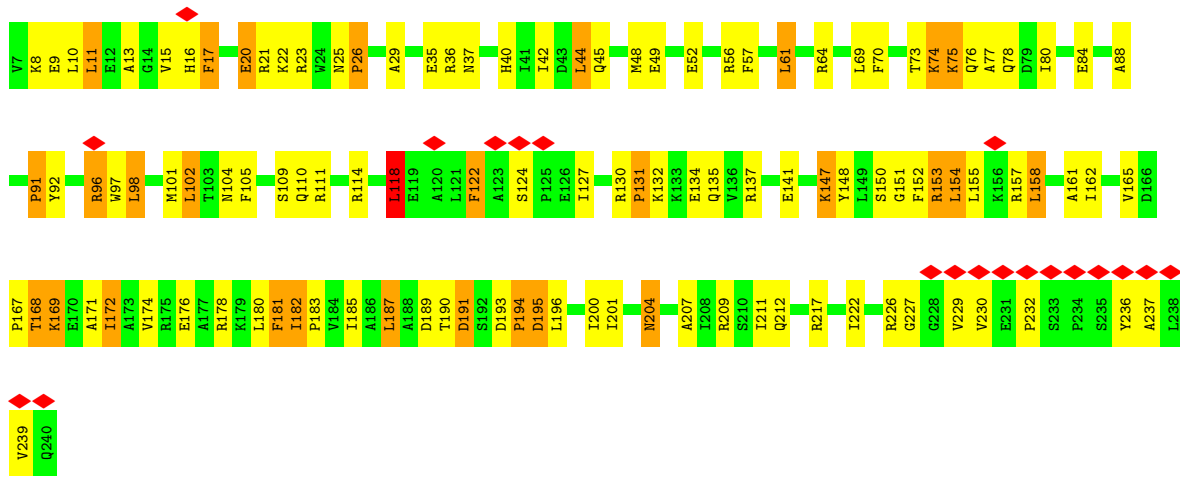 V7 K8 E9 L10 L11 E12 A13 G14 V15 H16 F17 E20 R21 K22 R23 W24 N25 P26 A29 E35 R36 N37 H40 I41 I42 D43 L44 Q45 M48 E49 E52 R56 F57 L61 R64 L69 F70 T73 K74 K75 Q76 A77 Q78 D79 I80 E84 A88
P91 Y92 R96 W97 L98 M101 L102 T103 N104 F105 S109 Q110 R111 R114 L118 E119 A120 L121 F122 A123 S124 P125 E126 I127 R130 P131 K132 K133 E134 Q135 V136 R137 E141 K147 Y148 L149 S150 G151 F152 R153 L154 L155 K156 R157 L158 A161 I162 V165 D166
P167 T168 K169 E170 A171 I172 A173 V174 R175 E176 A177 R178 K179 L180 F181 I182 P183 V184 I185 A186 L187 A188 D189 T190 D191 S192 D193 P194 D195 L196 I200 I201 N204 A207 I208 R209 S210 I211 Q212 R217 I222 R226 G227 G228 V229 V230 E231 P232 S233 P234 S235 Y236 A237 L238
V239 Q240